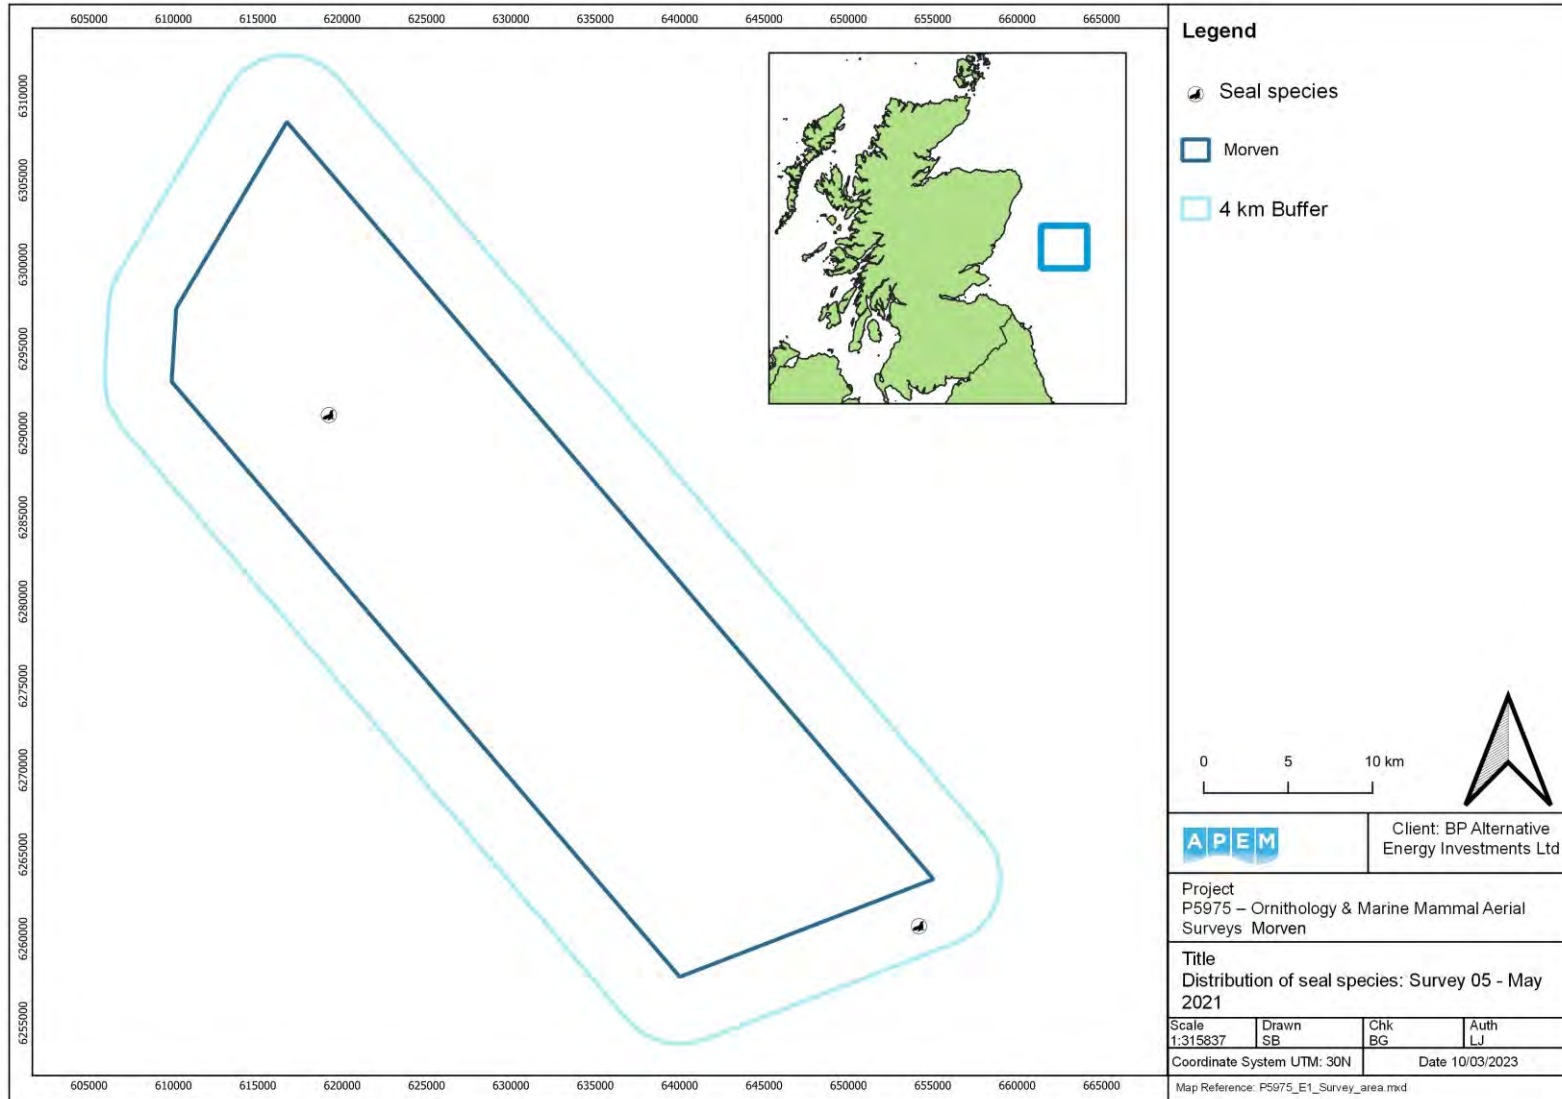 605000 610000 615000 620000 625000 630000 635000 640000 645000 650000 655000 660000 665000
6310000
6305000
6300000
6295000
6290000
6285000
6280000
6275000
6270000
6265000
6260000
6255000
605000 610000 615000 620000 625000 630000 635000 640000 645000 650000 655000 660000 665000
Legend
Seal species
Morven
4 km Buffer
0 5 10 km
APEM
Client: BP Alternative
Energy Investments Ltd
Project
P5975 – Ornithology & Marine Mammal Aerial
Surveys Morven
Title
Distribution of seal species: Survey 05 - May
2021
Scale
1:315837
Drawn
SB
Chk
BG
Auth
LJ
Coordinate System UTM: 30N
Date 10/03/2023
Map Reference: P5975_E1_Survey_area.mxd